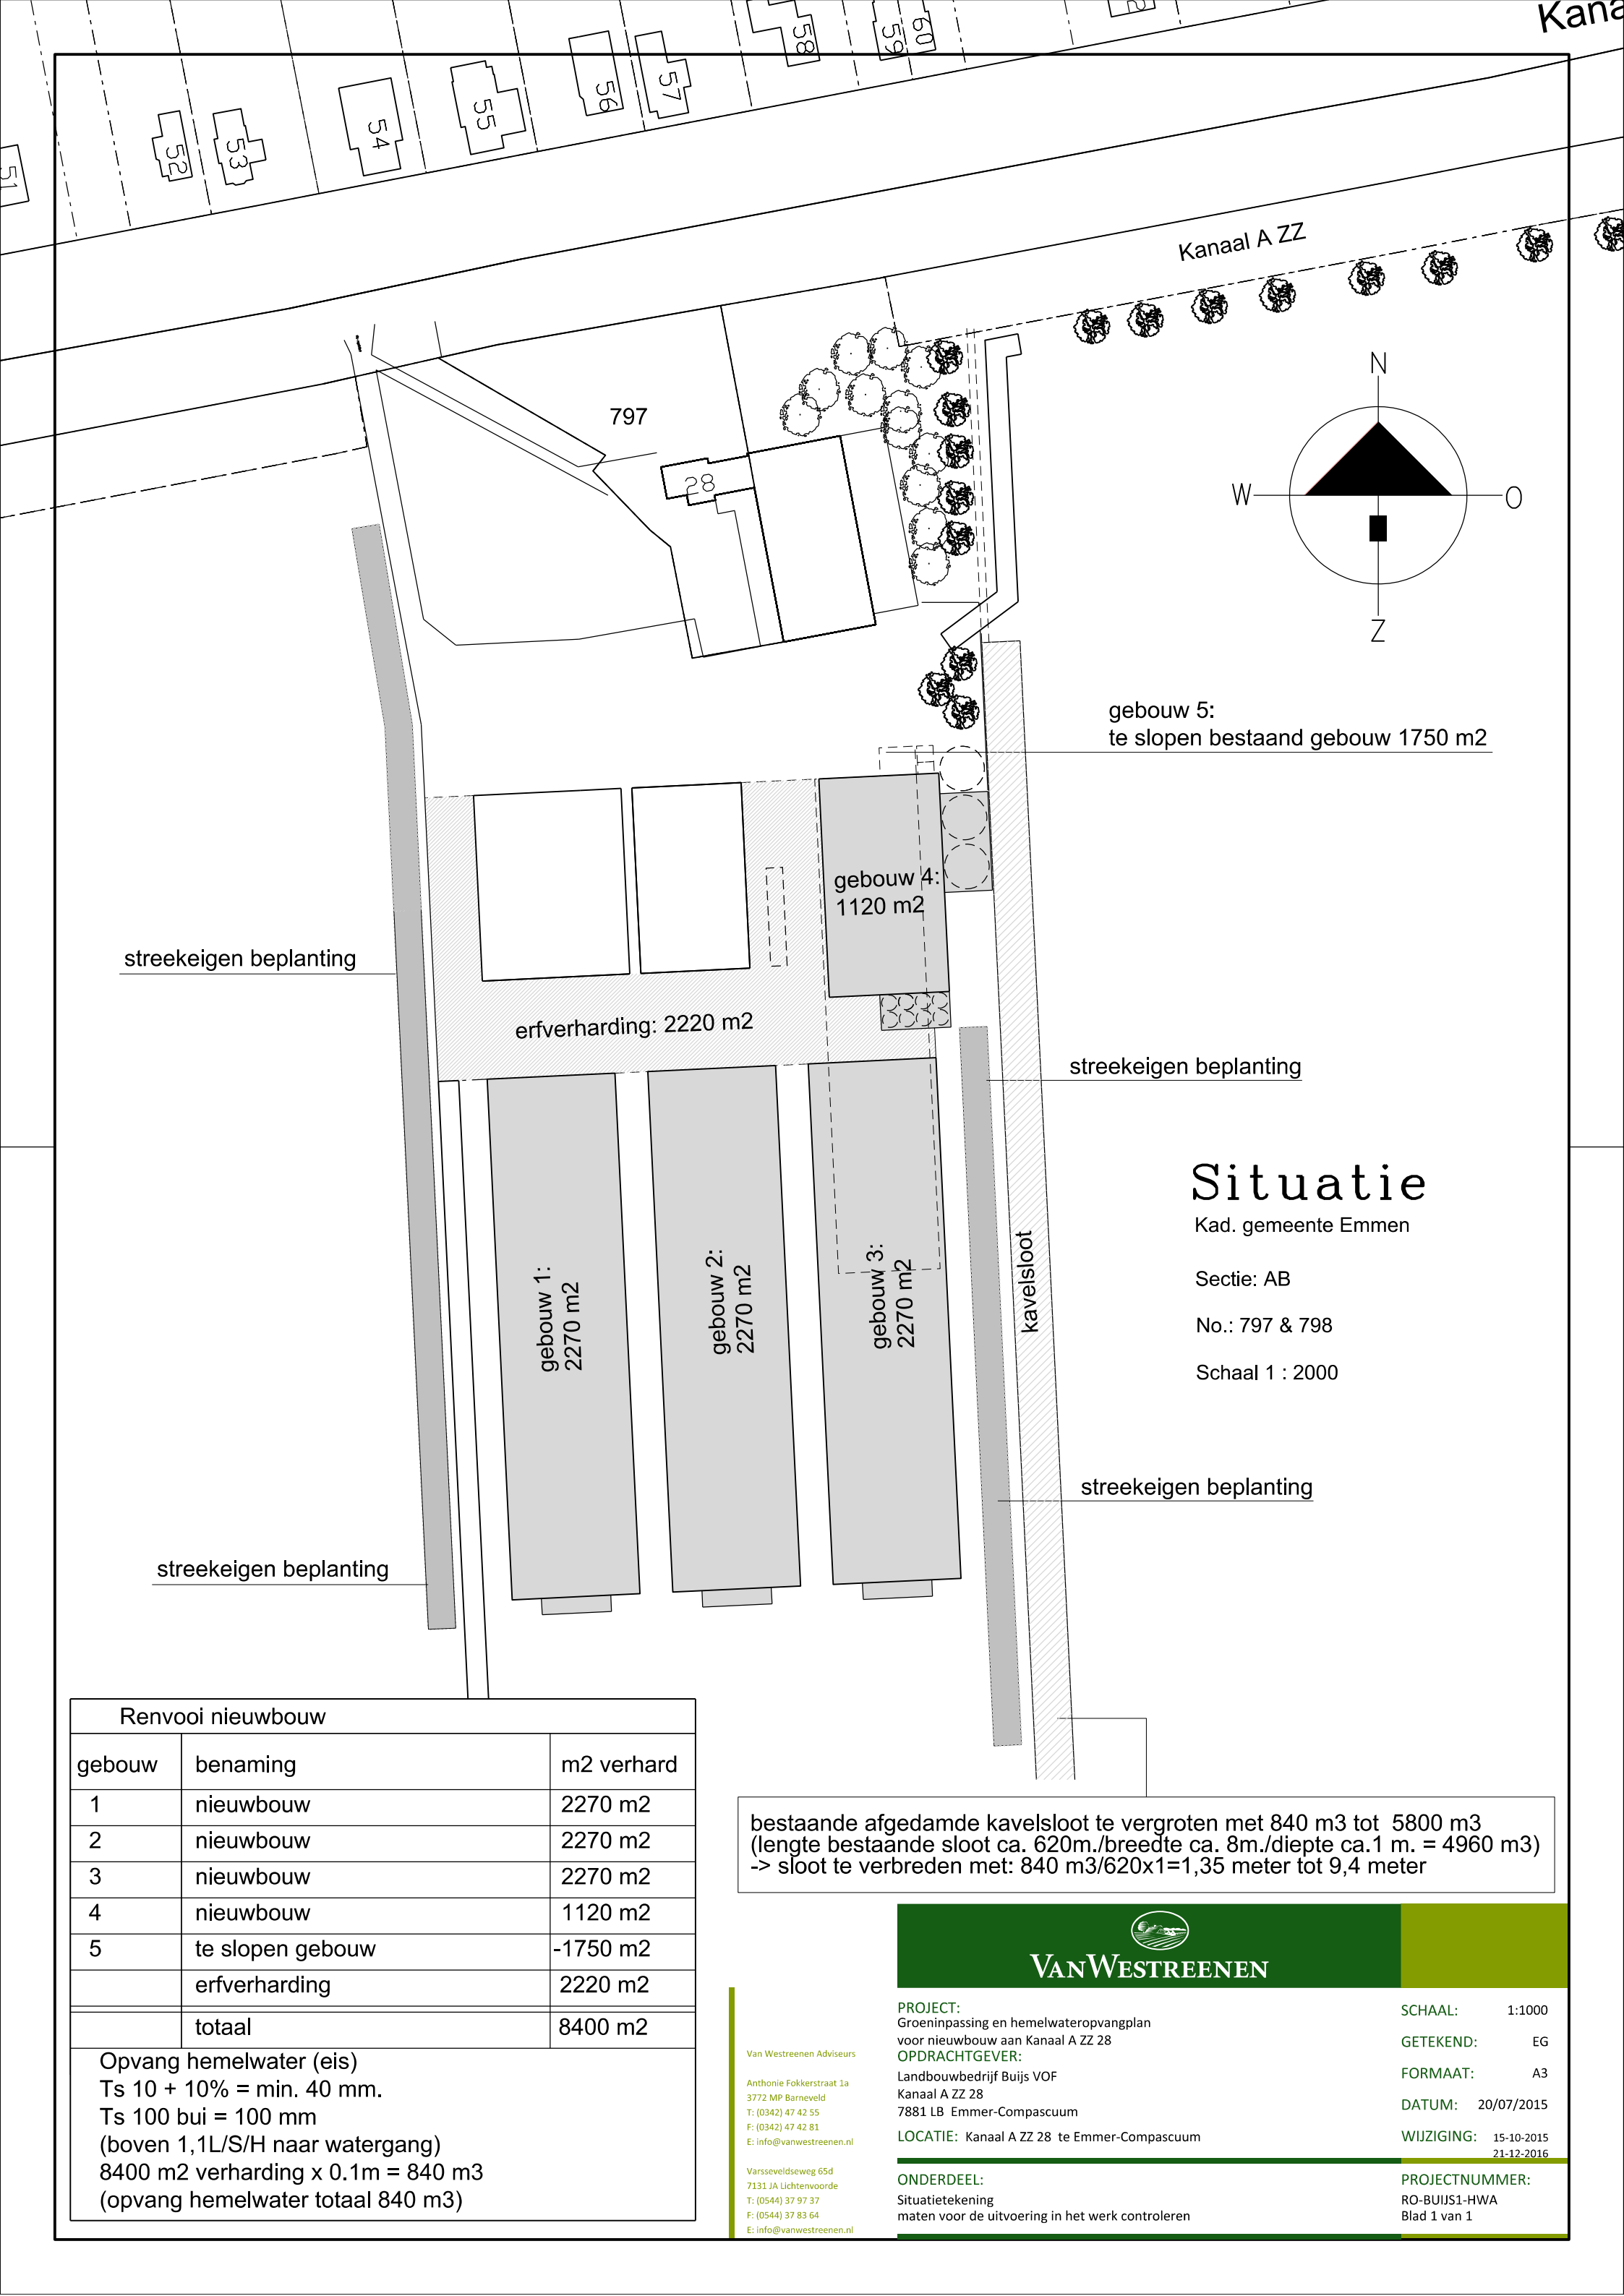 Kana
51
52
53
54
55
56
57
58
59
60
Kanaal A ZZ
797
28
N
W
O
Z
gebouw 5:
te slopen bestaand gebouw 1750 m2
gebouw 4:
1120 m2
streekeigen beplanting
erfverharding: 2220 m2
streekeigen beplanting
Situatie
Kad. gemeente Emmen
Sectie: AB
No.: 797 & 798
Schaal 1 : 2000
gebouw 1:
2270 m2
gebouw 2:
2270 m2
gebouw 3:
2270 m2
kavelsloot
streekeigen beplanting
streekeigen beplanting
Renvooi nieuwbouw
gebouw benaming m2 verhard
1 nieuwbouw 2270 m2
2 nieuwbouw 2270 m2
3 nieuwbouw 2270 m2
4 nieuwbouw 1120 m2
5 te slopen gebouw -1750 m2
erfverharding 2220 m2
totaal 8400 m2
Opvang hemelwater (eis)
Ts 10 + 10% = min. 40 mm.
Ts 100 bui = 100 mm
(boven 1,1L/S/H naar watergang)
8400 m2 verharding x 0.1m = 840 m3
(opvang hemelwater totaal 840 m3)
bestaande afgedamde kavelsloot te vergroten met 840 m3 tot 5800 m3
(lengte bestaande sloot ca. 620m./breedte ca. 8m./diepte ca.1 m. = 4960 m3)
-> sloot te verbreden met: 840 m3/620x1=1,35 meter tot 9,4 meter
VANWESTREENEN
Van Westreenen Adviseurs
Anthonie Fokkerstraat 1a
3772 MP Barneveld
T: (0342) 47 42 55
F: (0342) 47 42 81
E: info@vanwestreenen.nl
Varsseveldseweg 65d
7131 JA Lichtenvoorde
T: (0544) 37 97 37
F: (0544) 37 83 64
E: info@vanwestreenen.nl
PROJECT:
Groeninpassing en hemelwateropvangplan
voor nieuwbouw aan Kanaal A ZZ 28
OPDRACHTGEVER:
Landbouwbedrijf Buijs VOF
Kanaal A ZZ 28
7881 LB Emmer-Compascuum
LOCATIE: Kanaal A ZZ 28 te Emmer-Compascuum
ONDERDEEL:
Situatietekening
maten voor de uitvoering in het werk controleren
SCHAAL: 1:1000
GETEKEND: EG
FORMAAT: A3
DATUM: 20/07/2015
WIJZIGING: 15-10-2015
21-12-2016
PROJECTNUMMER:
RO-BUIJS1-HWA
Blad 1 van 1